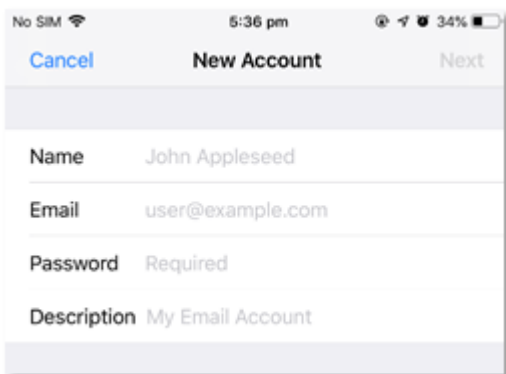 No SIM 5:36 pm 34%
Cancel New Account Next
Name John Appleseed
Email user@example.com
Password Required
Description My Email Account